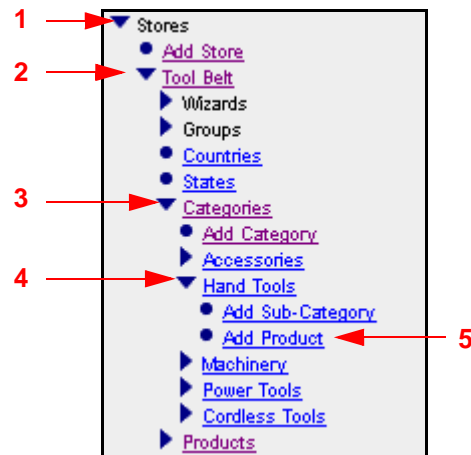 1 Stores
Add Store
2 Tool Belt
Wizards
Groups
Countries
States
3 Categories
Add Category
Accessories
4 Hand Tools
Add Sub-Category
Add Product 5
Machinery
Power Tools
Cordless Tools
Products